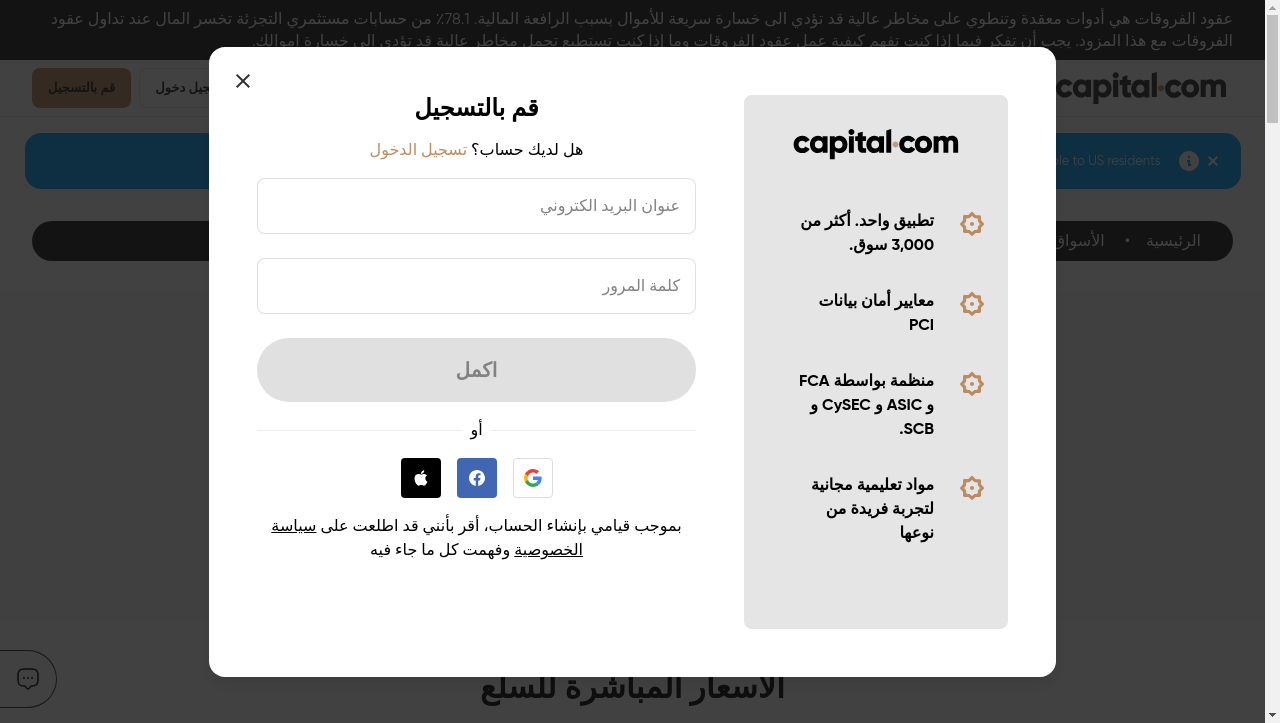 عقود الفروقات هي أدوات معقدة وتنطوي على مخاطر عالية قد تؤدي الى خسارة سريعة للأموال بسبب الرافعة المالية. 78.1٪ من حسابات مستثمري التجزئة تخسر المال عند تداول عقود
الفروقات مع هذا المزود. يجب أن تفكر فيما إذا كنت تفهم كيفية عمل عقود الفروقات وما إذا كنت تستطيع تحمل مخاطر عالية قد تؤدي الى خسارة اموالك.
capital.com
جيل دخول
قم بالتسجيل
ble to US residents
الرئيسية • الأسواق
capital.com
تطبيق واحد. أكثر من
3,000 سوق.
معايير أمان بيانات
PCI
منظمة بواسطة FCA
و ASIC و CySEC و
SCB.
مواد تعليمية مجانية
لتجربة فريدة من
نوعها
قم بالتسجيل
هل لديك حساب؟ تسجيل الدخول
عنوان البريد الكتروني
كلمة المرور
اكمل
أو
بموجب قيامي بإنشاء الحساب، أقر بأنني قد اطلعت على سياسة
الخصوصية وفهمت كل ما جاء فيه
الأسعار المباشرة للسلع